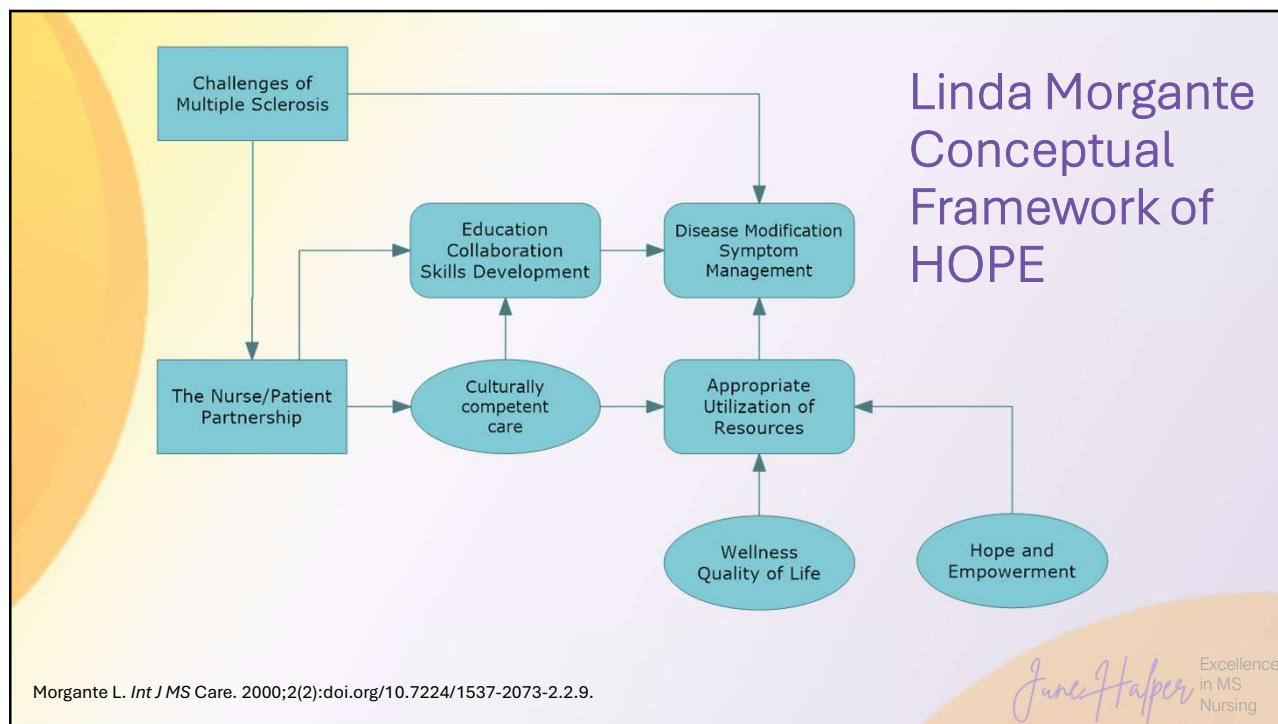 Linda Morgante
Conceptual
Framework of
HOPE
Challenges of
Multiple Sclerosis
Education
Collaboration
Skills Development
Disease Modification
Symptom
Management
The Nurse/Patient
Partnership
Culturally
competent
care
Appropriate
Utilization of
Resources
Wellness
Quality of Life
Hope and
Empowerment
Morgante L. Int J MS Care. 2000;2(2):doi.org/10.7224/1537-2073-2.2.9.
June Halper
Excellence
in MS
Nursing